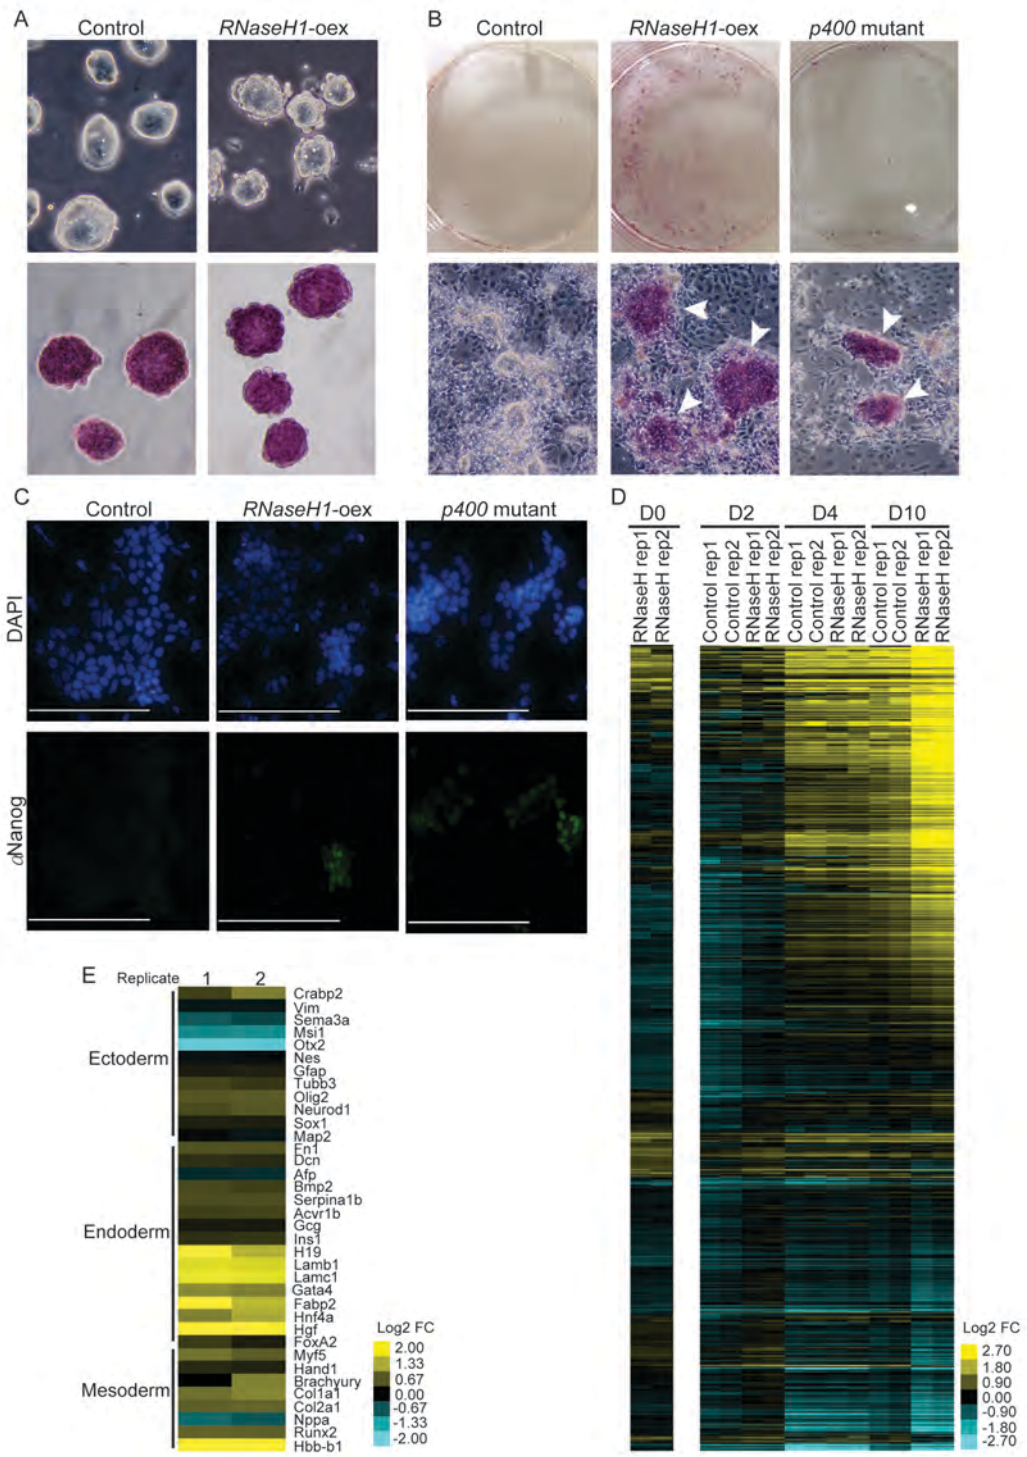 A
Control
RNaseH1-oex
B
Control
RNaseH1-oex
p400 mutant
C
Control
RNaseH1-oex
p400 mutant
DAPI
αNanog
D
D0
D2
D4
D10
RNaseH rep1
RNaseH rep2
Control rep1
Control rep2
RNaseH rep1
RNaseH rep2
Control rep1
Control rep2
RNaseH rep1
RNaseH rep2
Control rep1
Control rep2
RNaseH rep1
RNaseH rep2
Log2 FC
2.70
1.80
0.90
0.00
-0.90
-1.80
-2.70
E
Replicate 1 2
Ectoderm
Crabp2
Vim
Sema3a
Msi1
Otx2
Nes
Gfap
Tubb3
Olig2
Neurod1
Sox1
Map2
Endoderm
Fn1
Dcn
Afp
Bmp2
Serpina1b
Acvr1b
Gcg
Ins1
H19
Lamb1
Lamc1
Gata4
Fabp2
Hnf4a
Hgf
FoxA2
Mesoderm
Myf5
Hand1
Brachyury
Col1a1
Col2a1
Nppa
Runx2
Hbb-b1
Log2 FC
2.00
1.33
0.67
0.00
-0.67
-1.33
-2.00